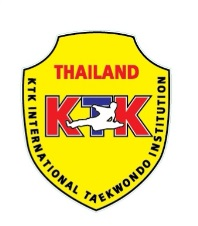 THAILAND
KTK
KTK INTERNATIONAL TAEKWONDO INSTITUTION